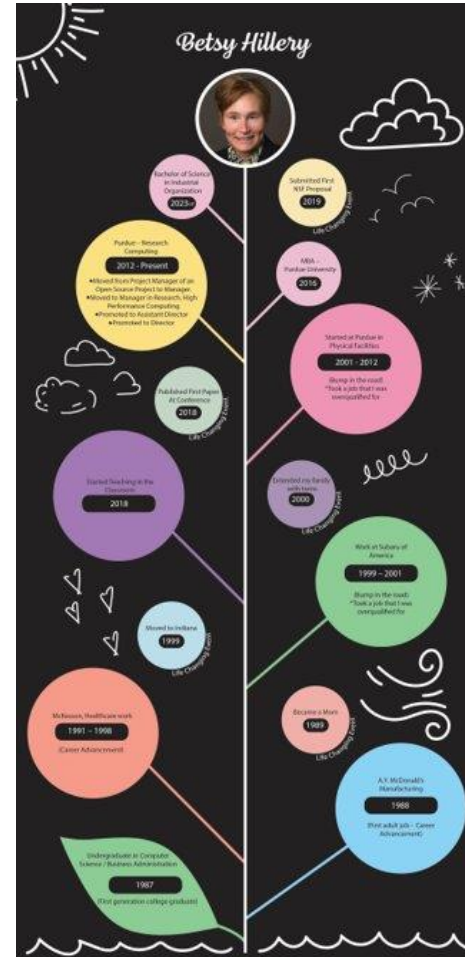 Betsy Hillery
Bachelor of Science
in Industrial
Organization
2023
Submitted First
NSF Proposal
2019
Life Changing Event
Purdue - Research
Computing
2012 - Present
•Moved from Project Manager of an
Open Source Project to Manager.
•Moved to Manager in Research, High
Performance Computing
•Promoted to Assistant Director
•Promoted to Director
MBA -
Purdue University
2016
Started at Purdue in
Physical Facilities
2001 - 2012
Bump in the road:
*Took a job that I was
overqualified for
Published First Paper
At Conference
2018
Life Changing Event
Started Teaching in the
Classroom
2018
Extended my family
with twins
2000
Life Changing Event
Work at Subaru of
America
1999 – 2001
Bump in the road:
*Took a job that I was
overqualified for
Moved to Indiana
1999
Life Changing Event
Became a Mom
1989
Life Changing Event
McKesson, Healthcare work
1991 – 1998
(Career Advancement)
A.Y. McDonald's
Manufacturing
1988
(First adult job - Career
Advancement)
Undergraduate in Computer
Science / Business Administration
1987
(First generation college graduate)